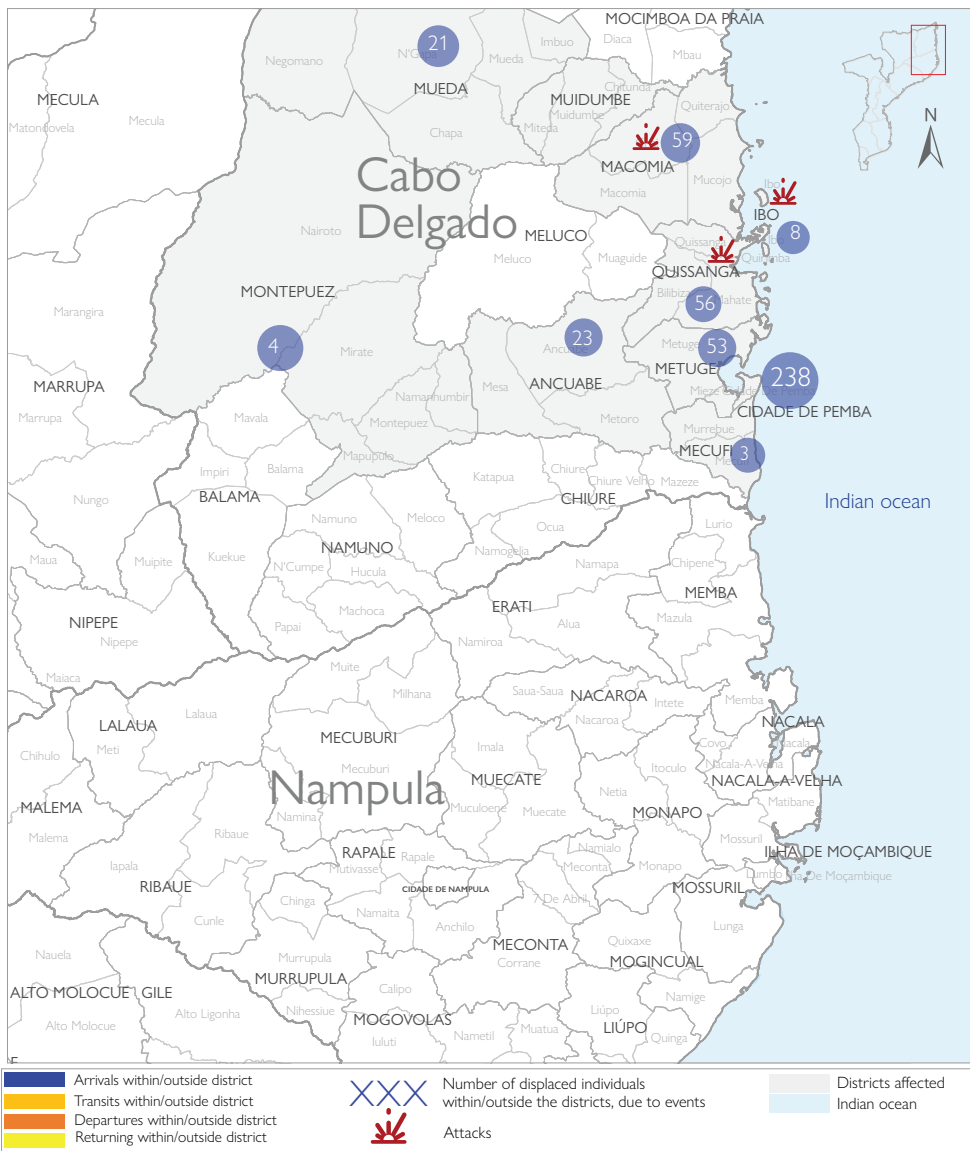 MOCIMBOA DA PRAIA
Diaca
Mbau
Imbuo
21
Negomano
Mueda
MUEDA
N
MECULA
Matondovela
Mecula
Chitunda
MUIDUMBE
Muidumbe
Quiterajo
Miteda
Chapa
59
MACOMIA
Mucojo
Macomia
Cabo
Delgado
Ibo
IBO
8
Nairoto
MELUCO
Meluco
Muaguide
QUISSANGA
MONTEPUEZ
56
Mahate
Marangira
4
Mirate
23
53
METUGE
ANCUABE
Mesa
238
CIDADE DE PEMBA
MARRUPA
Marrupa
Mavala
Namanhumbir
Montepuez
Metoro
Murrebue
MECUFI
3
Mapupulo
Impiri
Balama
BALAMA
Katapua
Chiure
Chiure Velho
Mazeze
CHIURE
Indian ocean
Nungo
Namuno
Meloco
Ocua
Lurio
NAMUNO
Namogelia
Maua
Muipite
Kuekue
N'Cumpe
Hucula
Namapa
Chipene
MEMBA
Machoca
ERATI
NIPEPE
Nipepe
Papai
Alua
Mazula
Namiroa
Maiaca
Muite
Milhana
Saua-Saua
NACAROA
Intete
Memba
LALAUA
Lalaua
Nacaroa
NACALA
Nacala
Chihulo
Meti
MECUBURI
Imala
Covo
Nacala-A-Velha
Mecuburi
MUECATE
Itoculo
NACALA-A-VELHA
Nampula
MALEMA
Muculoene
Muecate
Netia
MONAPO
Matibane
Malema
Ribaue
Namina
Mossuril
RAPALE
Rapale
Mutivasse
Namialo
ILHA DE MOÇAMBIQUE
Iapala
Meconta
Monapo
Lumbo
Ilha De Moçambique
RIBAUE
CIDADE DE NAMPULA
MOSSURIL
Chinga
Namaita
7 De Abril
Cunle
Anchilo
Lunga
MECONTA
Quixaxe
Nauela
Murrupula
Corrane
MOGINCUAL
MURRUPULA
Calipo
ALTO MOLOCUE
GILE
Namige
Alto Molocue
Alto Ligonha
Nihessiue
MOGOVOLAS
Liúpo
LIÚPO
Iuluti
Nametil
Muatua
Quinga
Arrivals within/outside district
Transits within/outside district
Departures within/outside district
Returning within/outside district
XXX
Number of displaced individuals
within/outside the districts, due to events
Attacks
Districts affected
Indian ocean